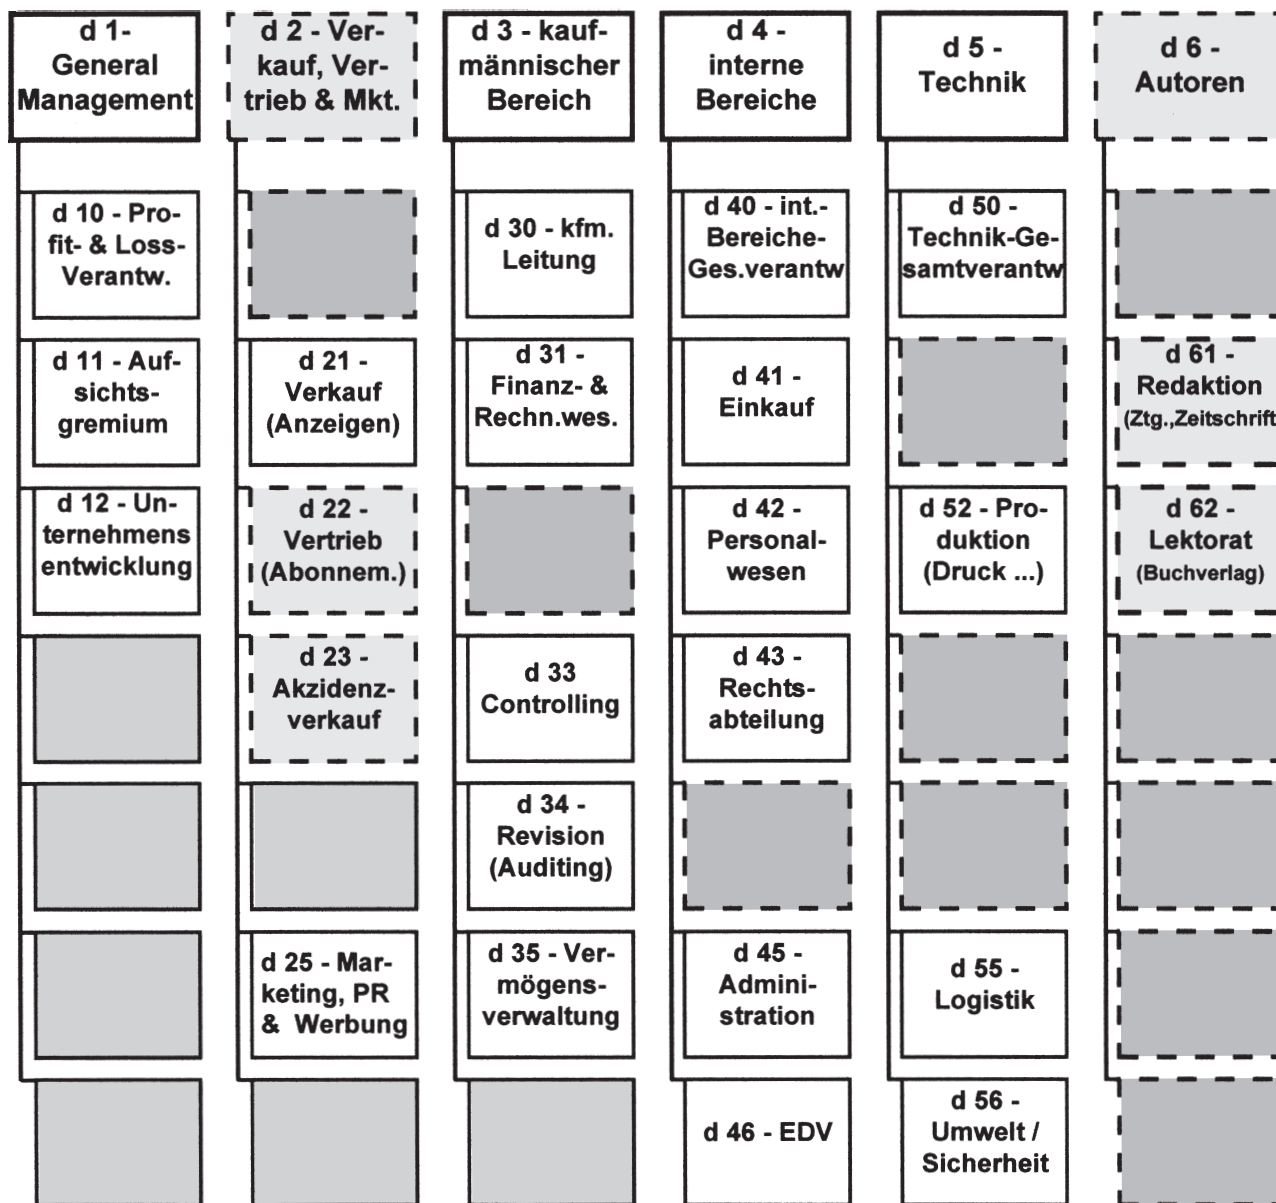 d 1-
General
Management
d 2 - Ver-
kauf, Ver-
trieb & Mkt.
d 3 - kauf-
männischer
Bereich
d 4 -
interne
Bereiche
d 5 -
Technik
d 6 -
Autoren
d 10 - Pro-
fit- & Loss-
Verantw.
d 30 - kfm.
Leitung
d 40 - int.-
Bereiche-
Ges.verantw
d 50 -
Technik-Ge-
samtverantw
d 11 - Auf-
sichts-
gremium
d 21 -
Verkauf
(Anzeigen)
d 31 -
Finanz- &
Rechn.wes.
d 41 -
Einkauf
d 61 -
Redaktion
(Ztg.,Zeitschrift
d 12 - Un-
ternehmens
entwicklung
d 22 -
Vertrieb
(Abonnem.)
d 42 -
Personal-
wesen
d 52 - Pro-
duktion
(Druck ...)
d 62 -
Lektorat
(Buchverlag)
d 23 -
Akzidenz-
verkauf
d 33
Controlling
d 43 -
Rechts-
abteilung
d 34 -
Revision
(Auditing)
d 25 - Mar-
keting, PR
& Werbung
d 35 - Ver-
mögens-
verwaltung
d 45 -
Admini-
stration
d 55 -
Logistik
d 46 - EDV
d 56 -
Umwelt /
Sicherheit